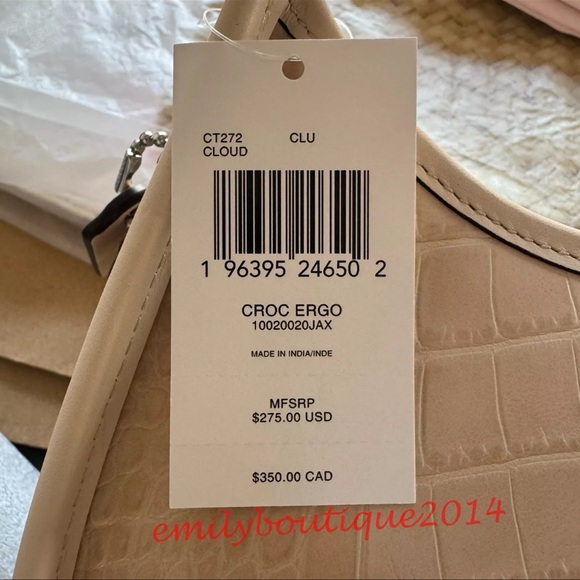 CT272 CLU
CLOUD
1 96395 24650 2
CROC ERGO
10020020JAX
MADE IN INDIA/INDE
MFSRP
$275.00 USD
$350.00 CAD
emilyboutique2014